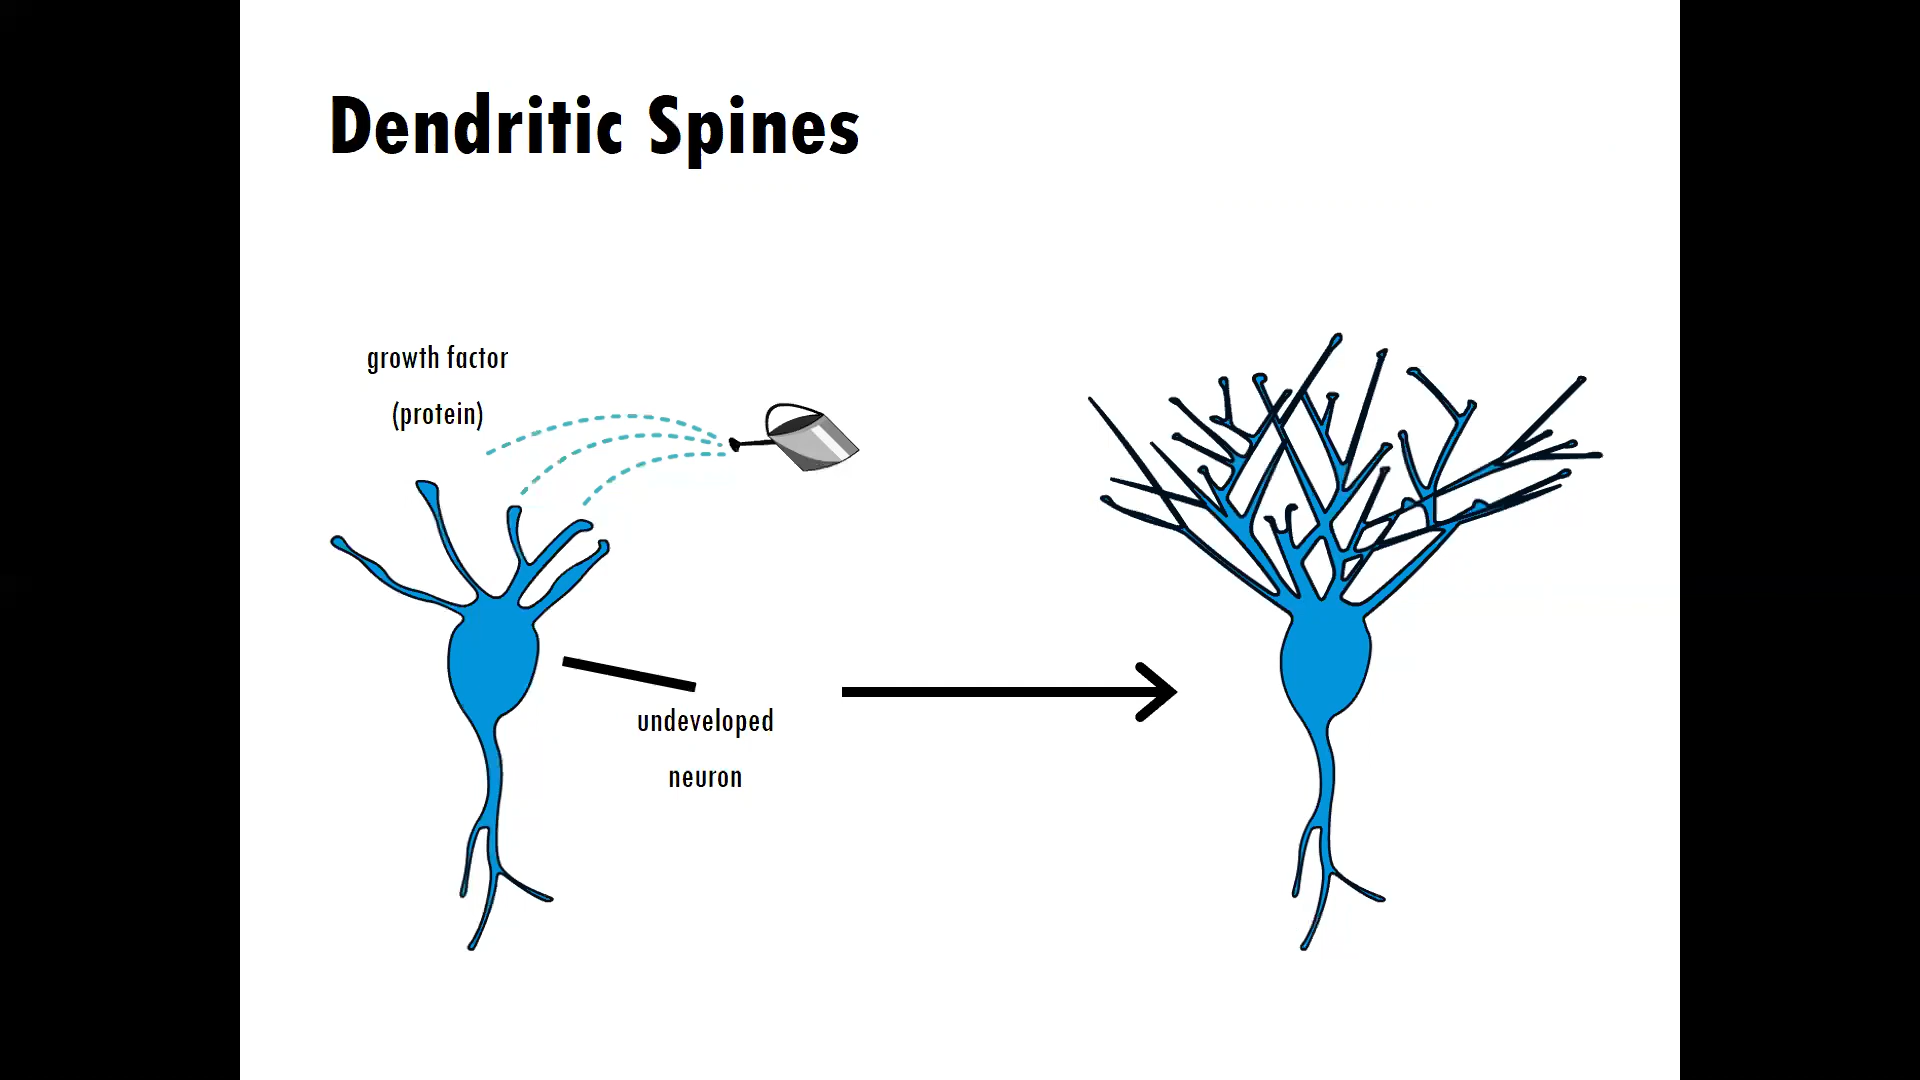 Dendritic Spines
growth factor
(protein)
undeveloped
neuron